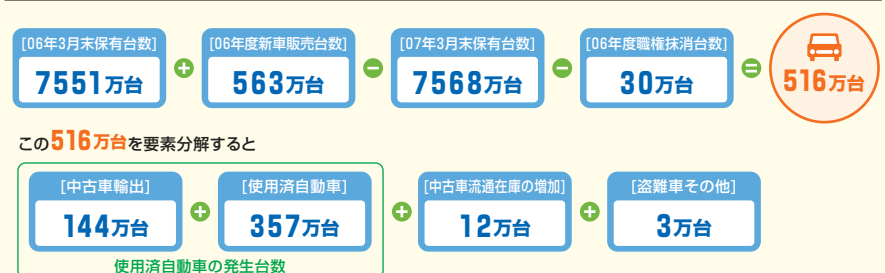 [06年3月末保有台数] [06年度新車販売台数] [07年3月末保有台数] [06年度職権抹消台数]
7551万台 + 563万台 − 7568万台 − 30万台 = 516万台
この516万台を要素分解すると
[中古車輸出] [使用済自動車] [中古車流通在庫の増加] [盗難車その他]
144万台 + 357万台 + 12万台 + 3万台
使用済自動車の発生台数